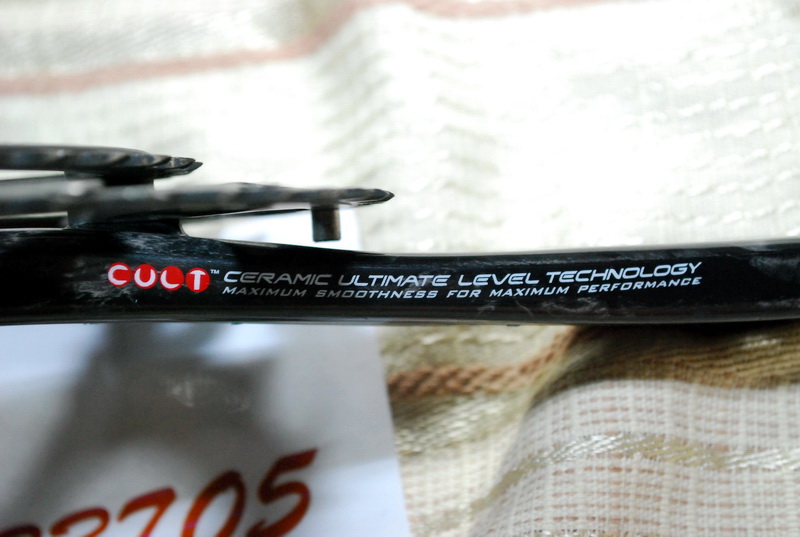 CULT™ CERAMIC ULTIMATE LEVEL TECHNOLOGY
MAXIMUM SMOOTHNESS FOR MAXIMUM PERFORMANCE